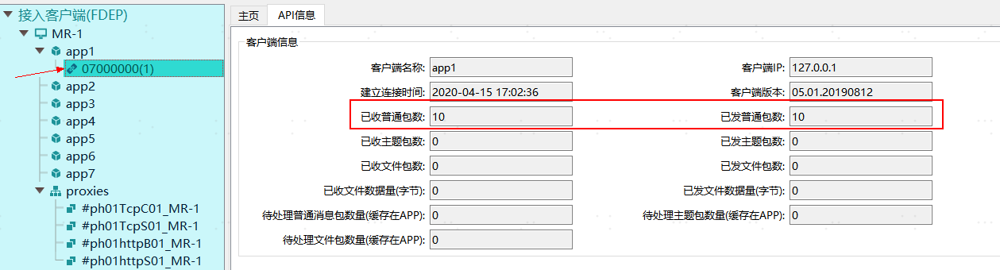 接入客户端(FDEP)
MR-1
app1
07000000(1)
app2
app3
app4
app5
app6
app7
proxies
#ph01TcpC01_MR-1
#ph01TcpS01_MR-1
#ph01httpB01_MR-1
#ph01httpS01_MR-1
主页 API信息
客户端信息
客户端名称: app1 客户端IP: 127.0.0.1
建立连接时间: 2020-04-15 17:02:36 客户端版本: 05.01.20190812
已收普通包数: 10 已发普通包数: 10
已收主题包数: 0 已发主题包数: 0
已收文件包数: 0 已发文件包数: 0
已收文件数据量(字节): 0 已发文件数据量(字节): 0
待处理普通消息包数量(缓存在APP): 0 待处理主题包数量(缓存在APP): 0
待处理文件包数量(缓存在APP): 0